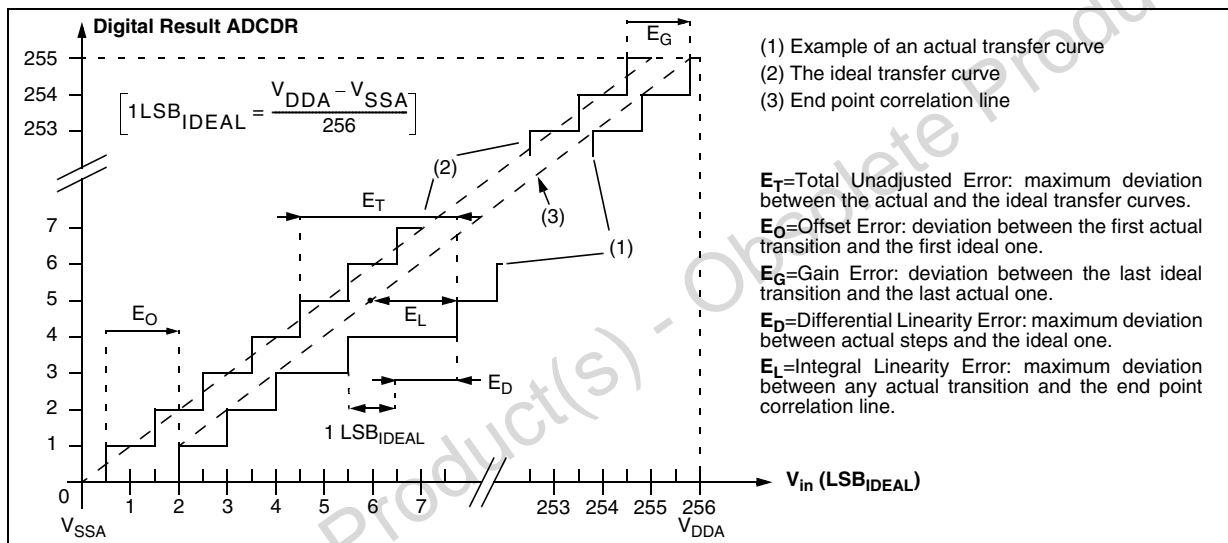 Digital Result ADCDR
E_G
255
254
253
[1LSB_IDEAL = (V_DDA – V_SSA) / 256]
(1) Example of an actual transfer curve
(2) The ideal transfer curve
(3) End point correlation line
(2)
E_T
(3)
(1)
7
6
5
4
3
2
1
0
E_O
E_L
E_D
1 LSB_IDEAL
E_T=Total Unadjusted Error: maximum deviation
between the actual and the ideal transfer curves.
E_O=Offset Error: deviation between the first actual
transition and the first ideal one.
E_G=Gain Error: deviation between the last ideal
transition and the last actual one.
E_D=Differential Linearity Error: maximum deviation
between actual steps and the ideal one.
E_L=Integral Linearity Error: maximum deviation
between any actual transition and the end point
correlation line.
1 2 3 4 5 6 7 253 254 255 256
V_in (LSB_IDEAL)
V_SSA
V_DDA
Product(s) - Obsolete Produc